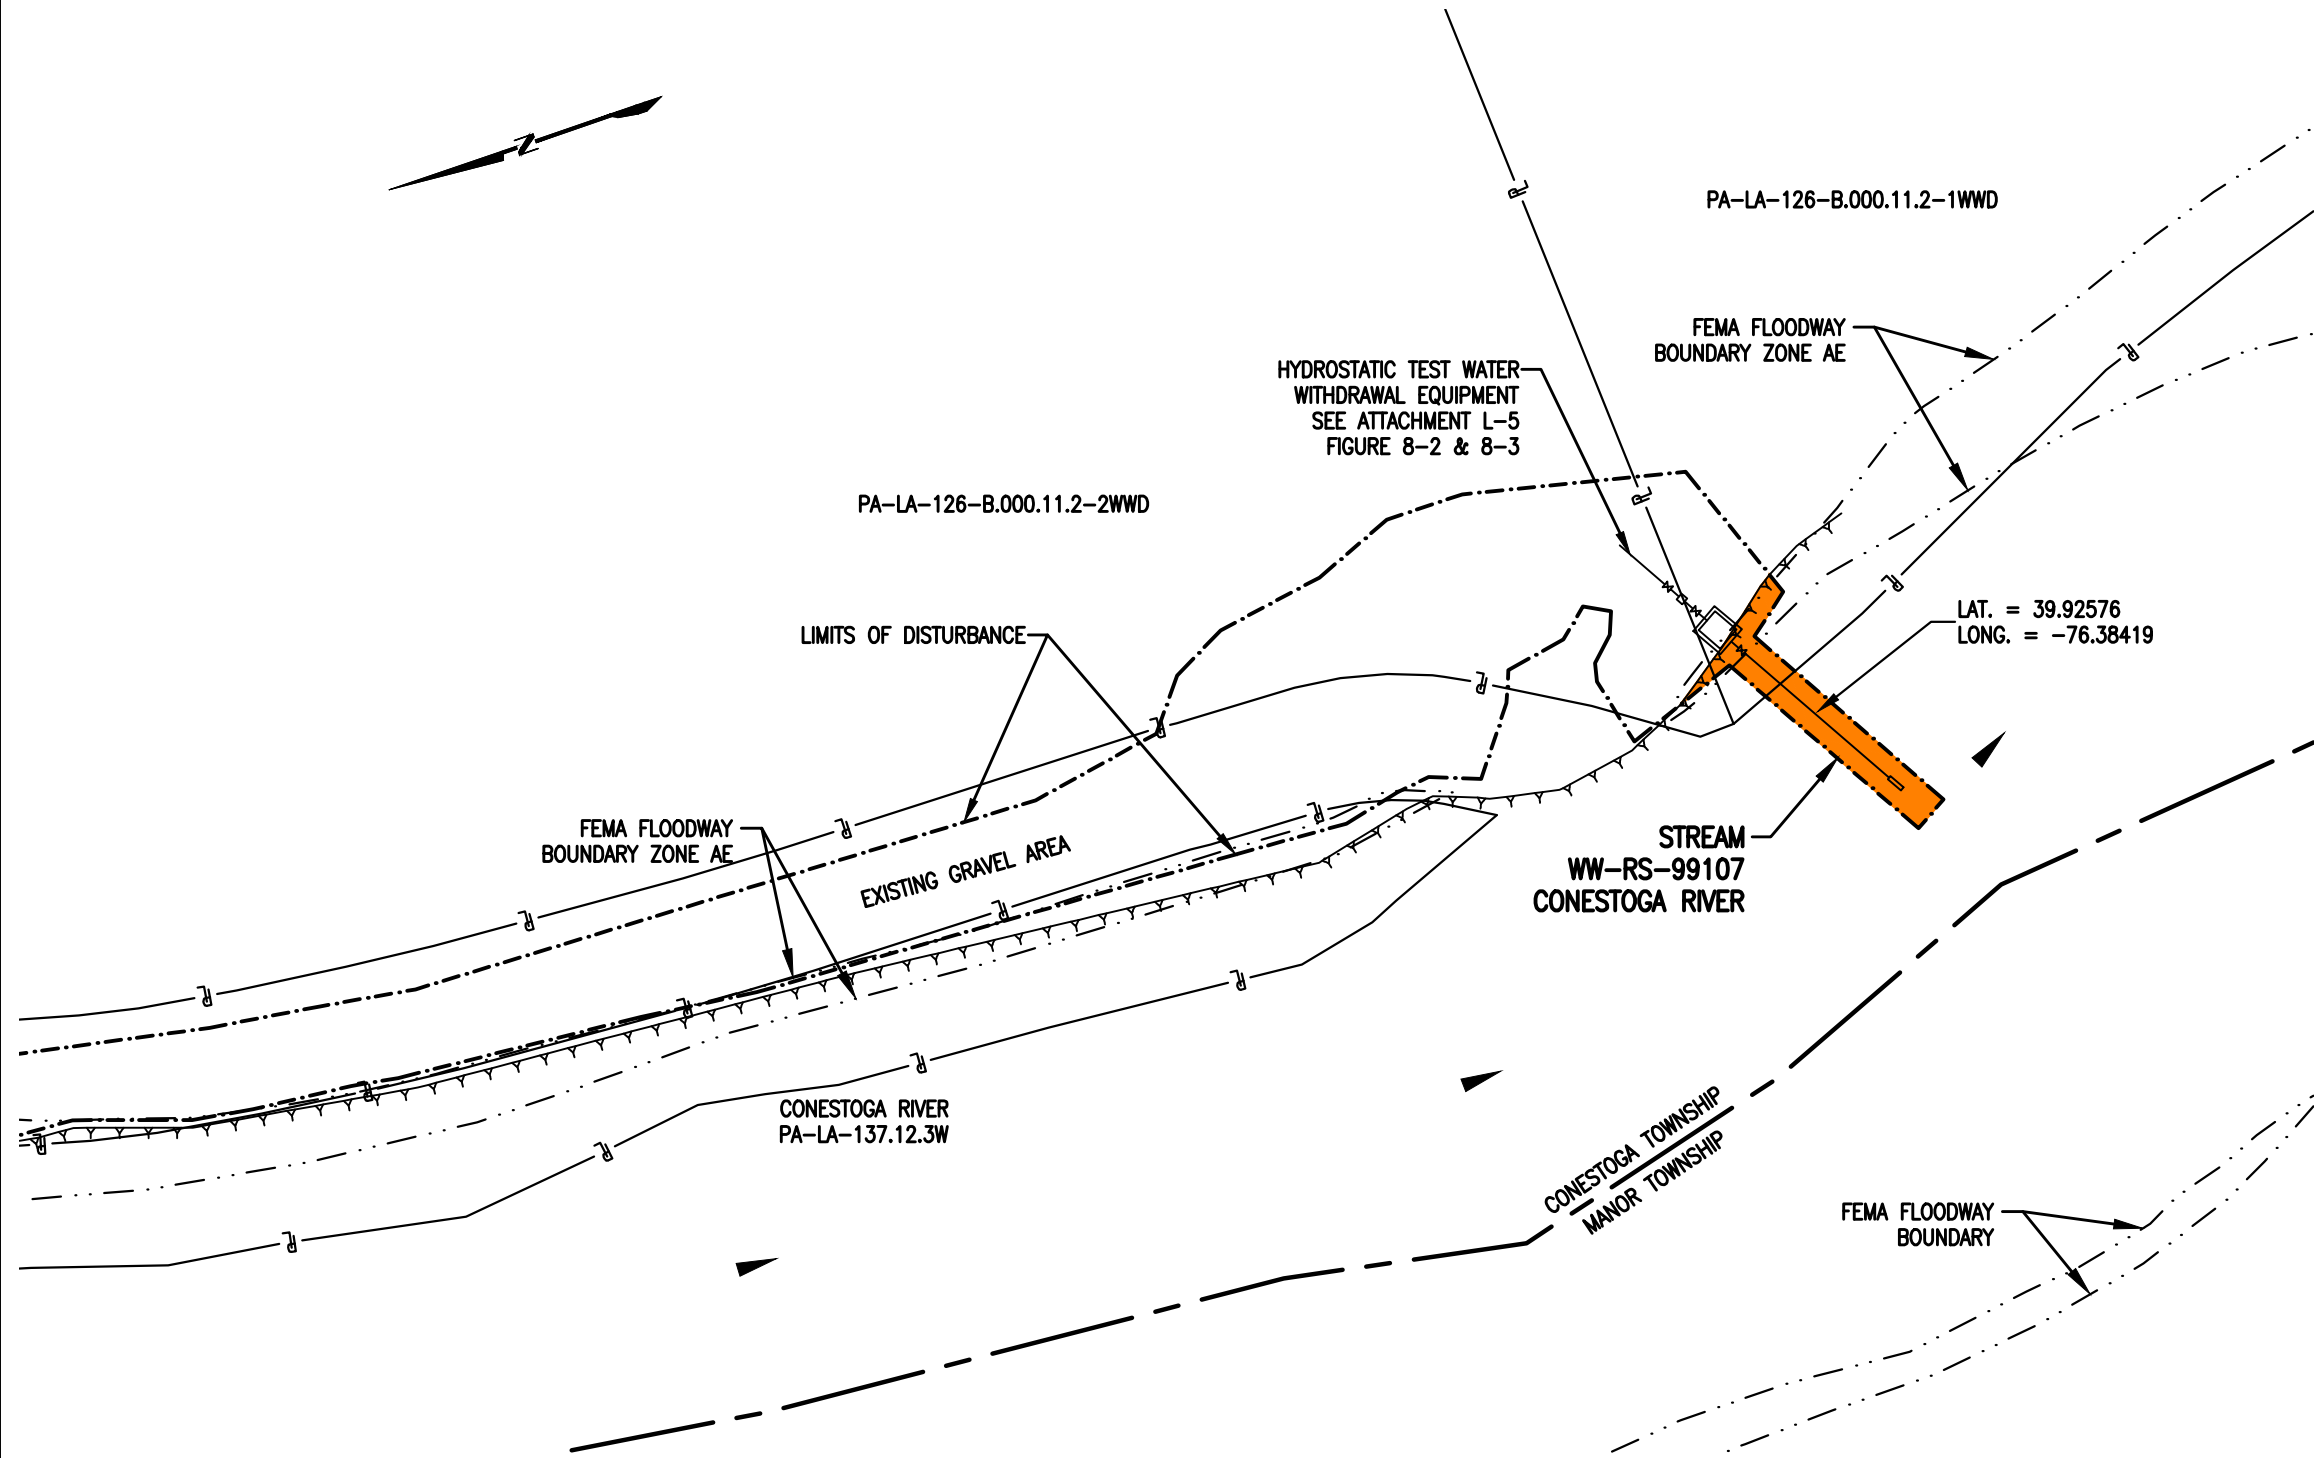 N
PA-LA-126-B.000.11.2-1WWD
FEMA FLOODWAY
BOUNDARY ZONE AE
HYDROSTATIC TEST WATER
WITHDRAWAL EQUIPMENT
SEE ATTACHMENT L-5
FIGURE 8-2 & 8-3
PA-LA-126-B.000.11.2-2WWD
LIMITS OF DISTURBANCE
LAT. = 39.92576
LONG. = -76.38419
FEMA FLOODWAY
BOUNDARY ZONE AE
EXISTING GRAVEL AREA
STREAM
WW-RS-99107
CONESTOGA RIVER
CONESTOGA RIVER
PA-LA-137.12.3W
CONESTOGA TOWNSHIP
MANOR TOWNSHIP
FEMA FLOODWAY
BOUNDARY